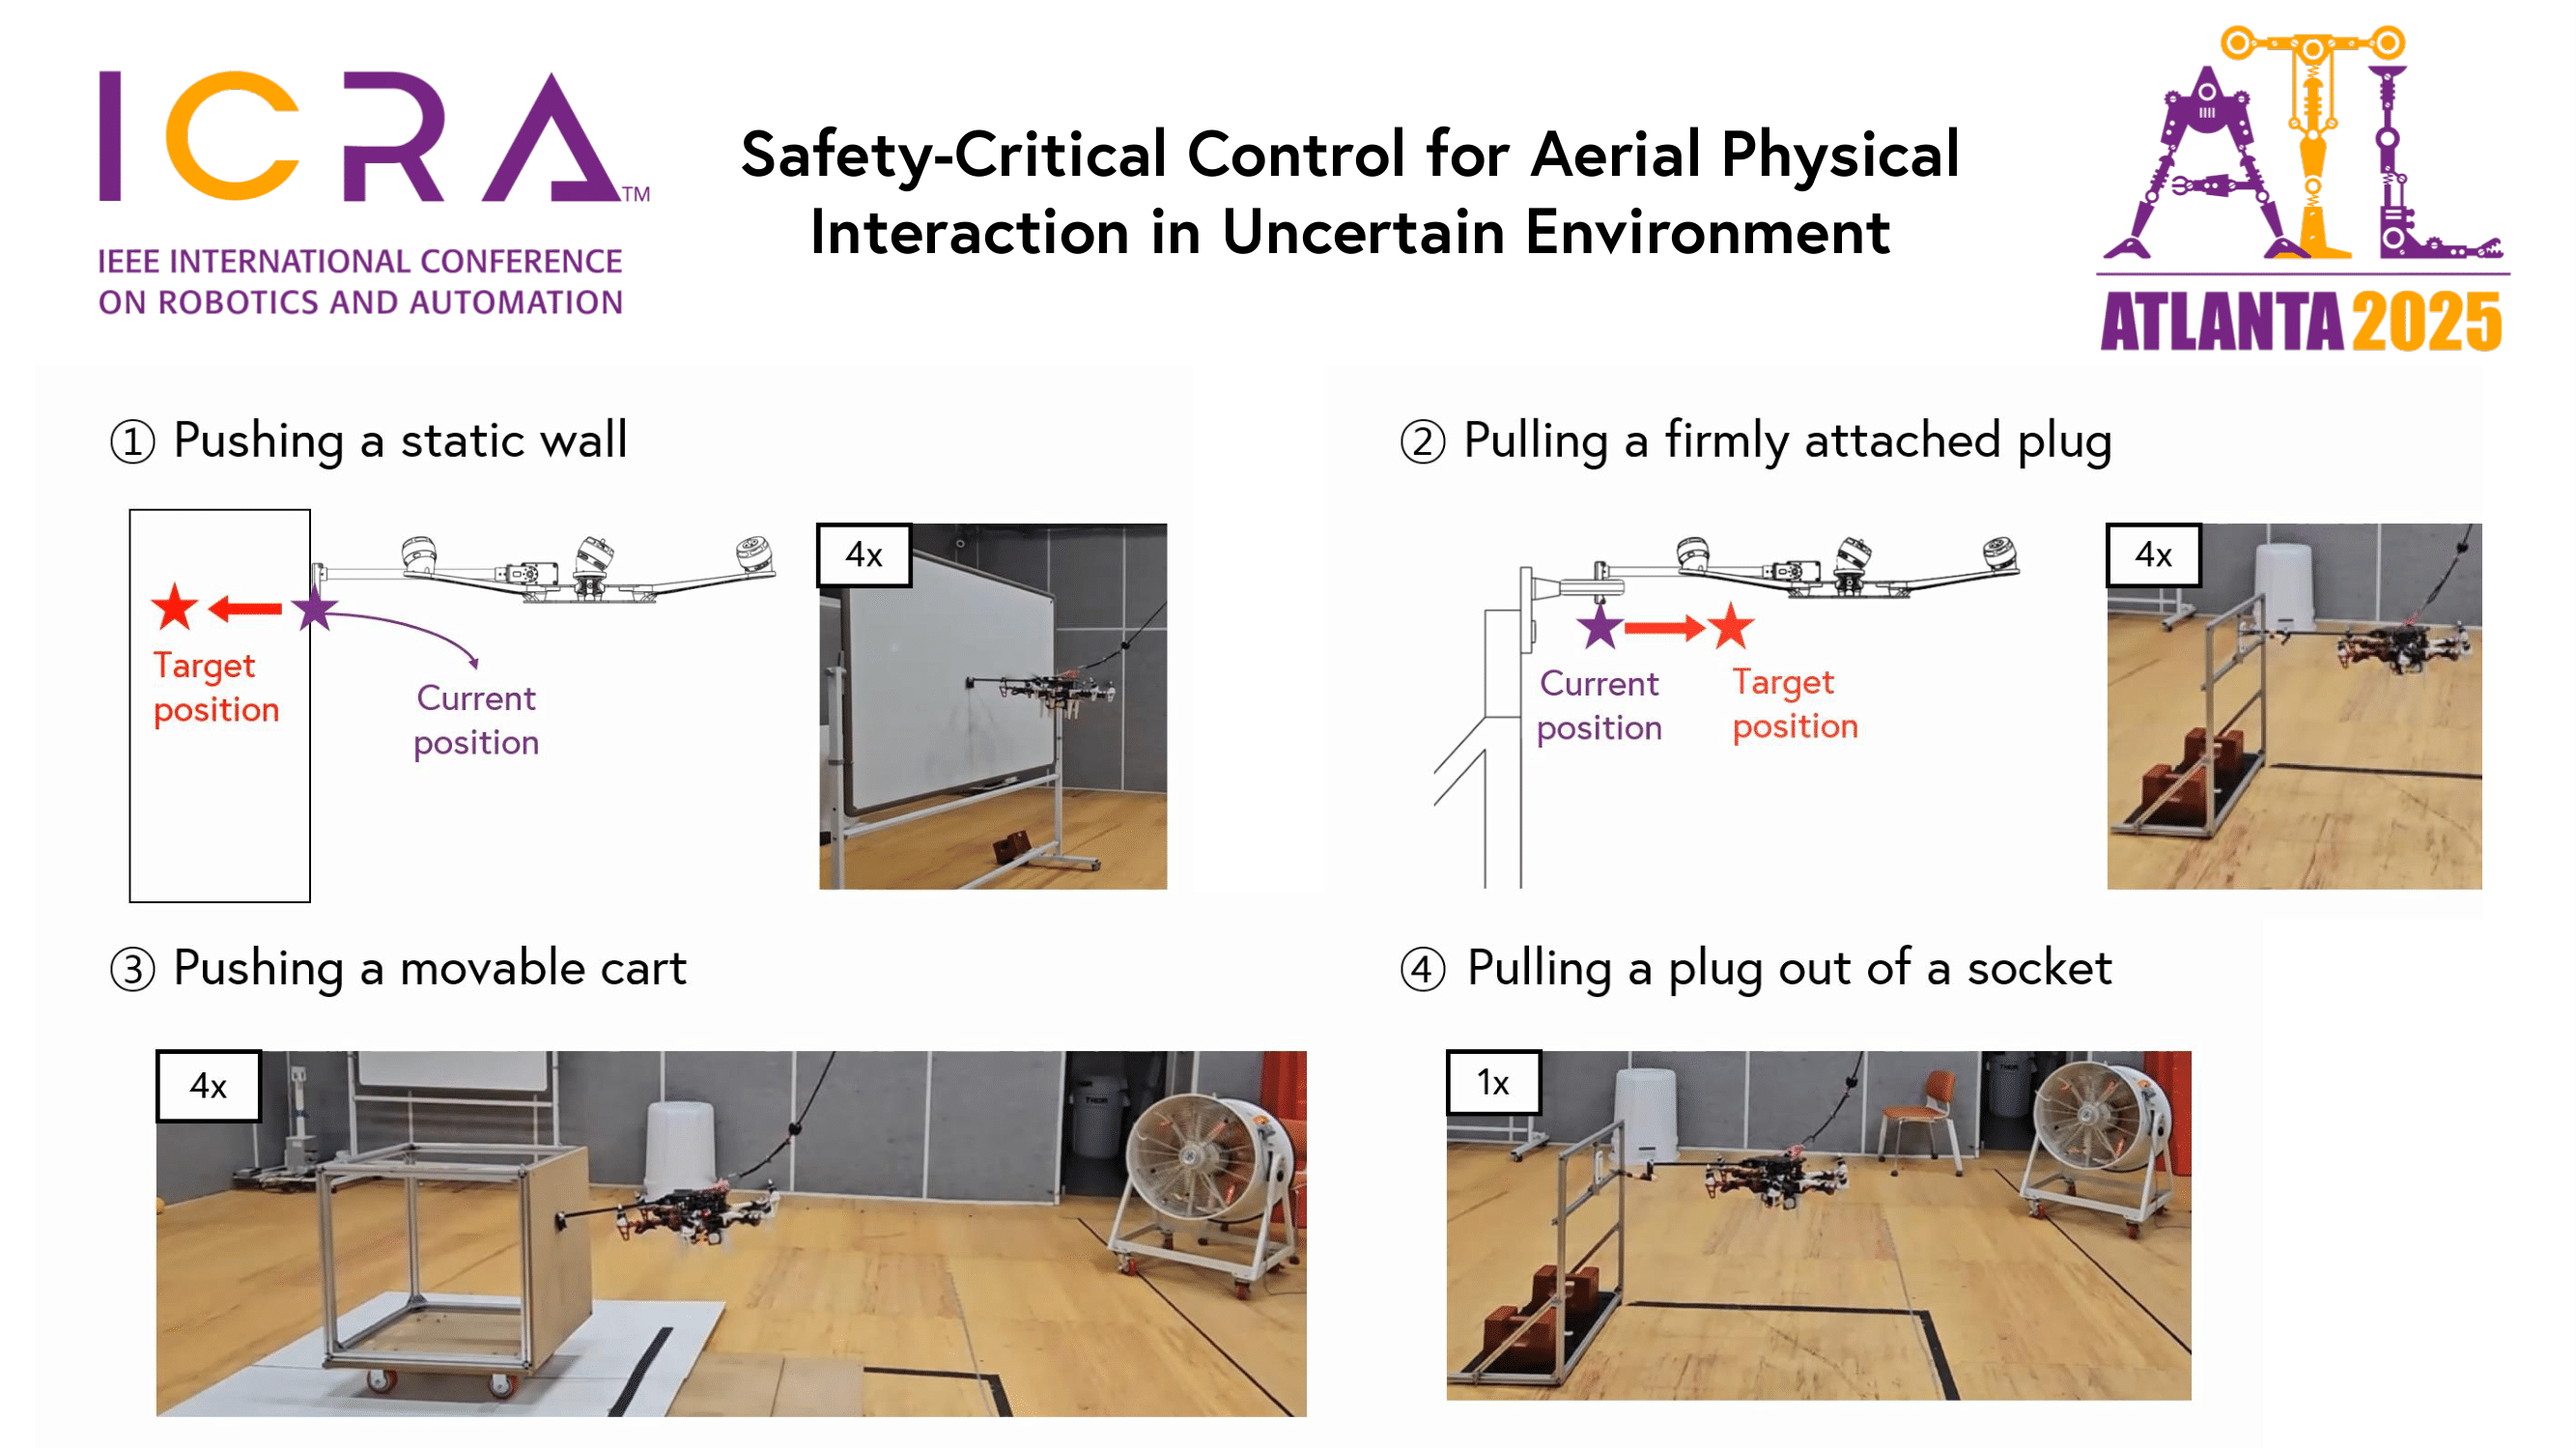 ICRA™
IEEE INTERNATIONAL CONFERENCE
ON ROBOTICS AND AUTOMATION
Safety-Critical Control for Aerial Physical
Interaction in Uncertain Environment
ATL
ATLANTA 2025
① Pushing a static wall
4x
Target
position
Current
position
② Pulling a firmly attached plug
4x
Current
position
Target
position
③ Pushing a movable cart
4x
THOR
④ Pulling a plug out of a socket
1x